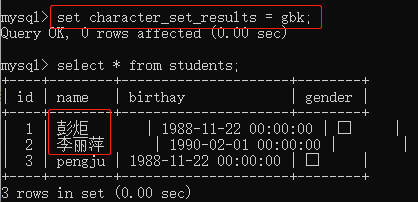 mysql> set character_set_results = gbk;
Query OK, 0 rows affected (0.00 sec)
mysql> select * from students;
+----+--------+---------------------+--------+
| id | name | birthay | gender |
+----+--------+---------------------+--------+
| 1 | 彭炬 | 1988-11-22 00:00:00 | □ |
| 2 | 李丽萍 | 1990-02-01 00:00:00 | |
| 3 | pengju | 1988-11-22 00:00:00 | □ |
+----+--------+---------------------+--------+
3 rows in set (0.00 sec)